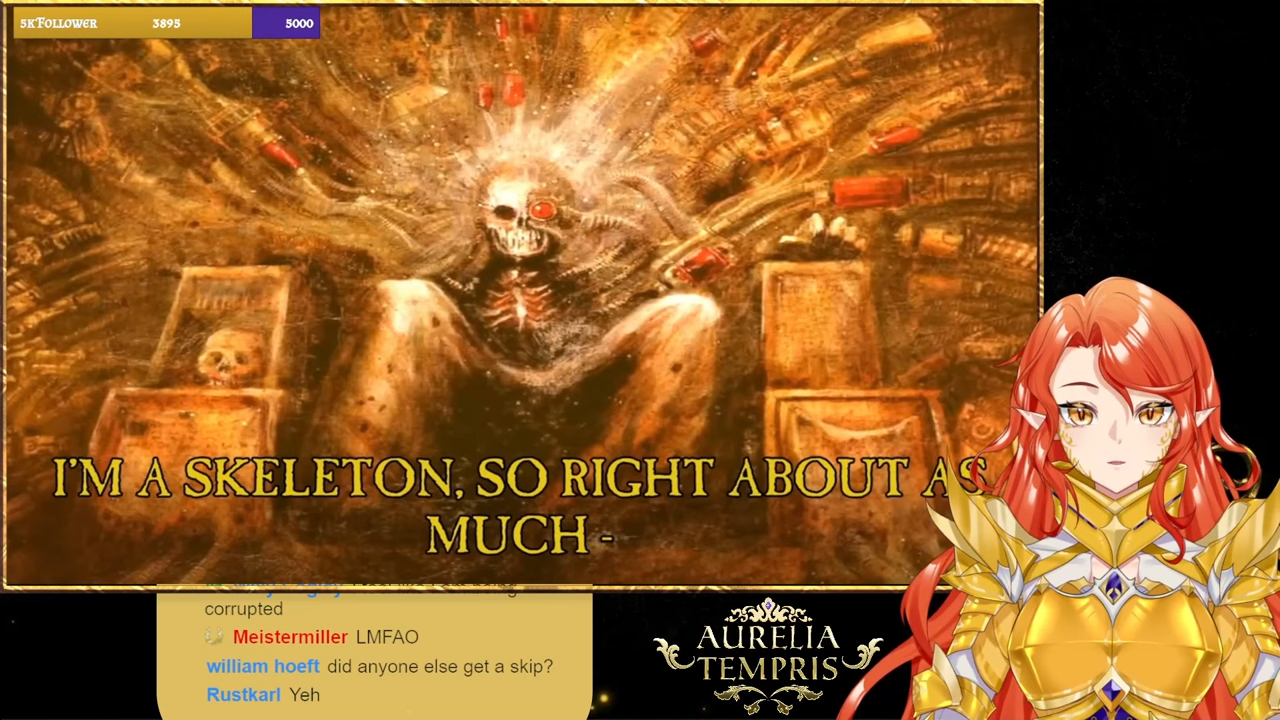 5K FOLLOWER 3895 5000
I'M A SKELETON, SO RIGHT ABOUT AS
MUCH -
corrupted
Meistermiller LMFAO
william hoeft did anyone else get a skip?
Rustkarl Yeh
AURELIA
TEMPRIS